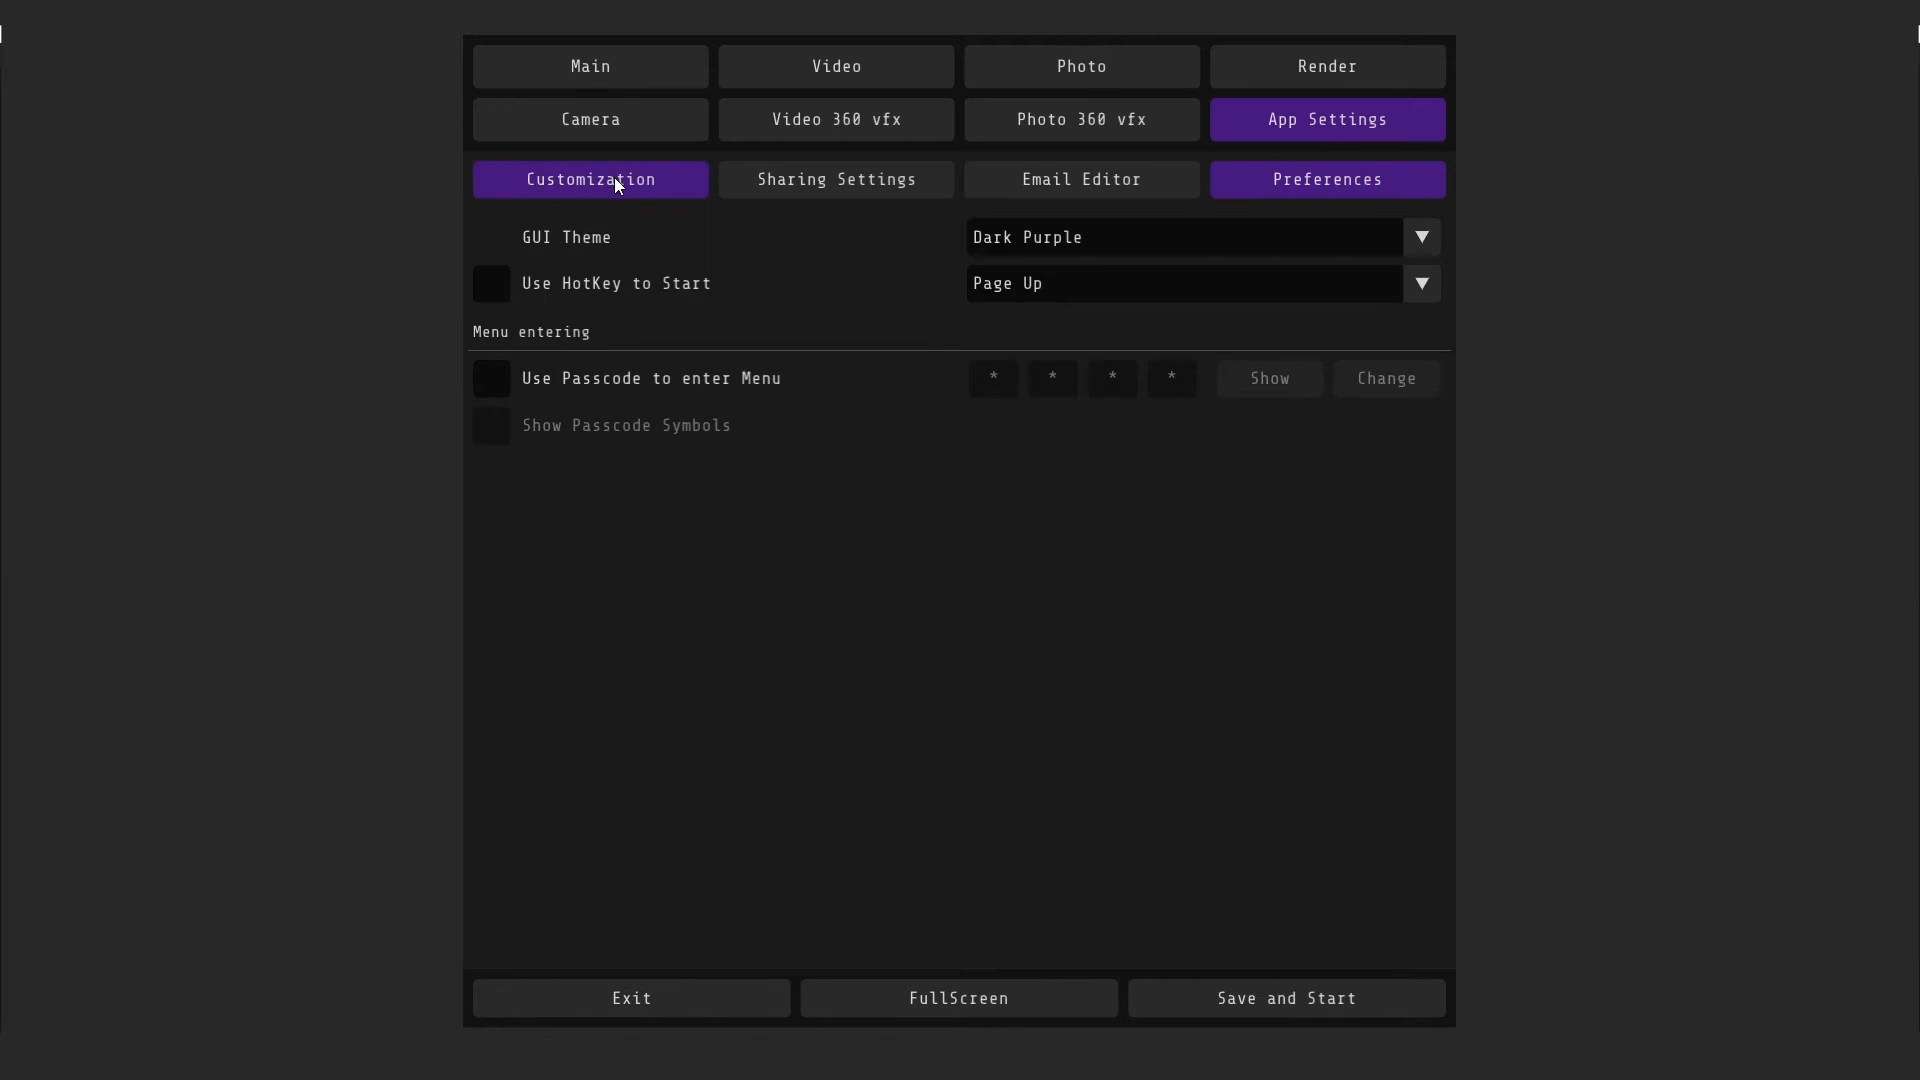 Main Video Photo Render
Camera Video 360 vfx Photo 360 vfx App Settings
Customization Sharing Settings Email Editor Preferences
GUI Theme Dark Purple
Use HotKey to Start Page Up
Menu entering
Use Passcode to enter Menu * * * * Show Change
Show Passcode Symbols
Exit FullScreen Save and Start